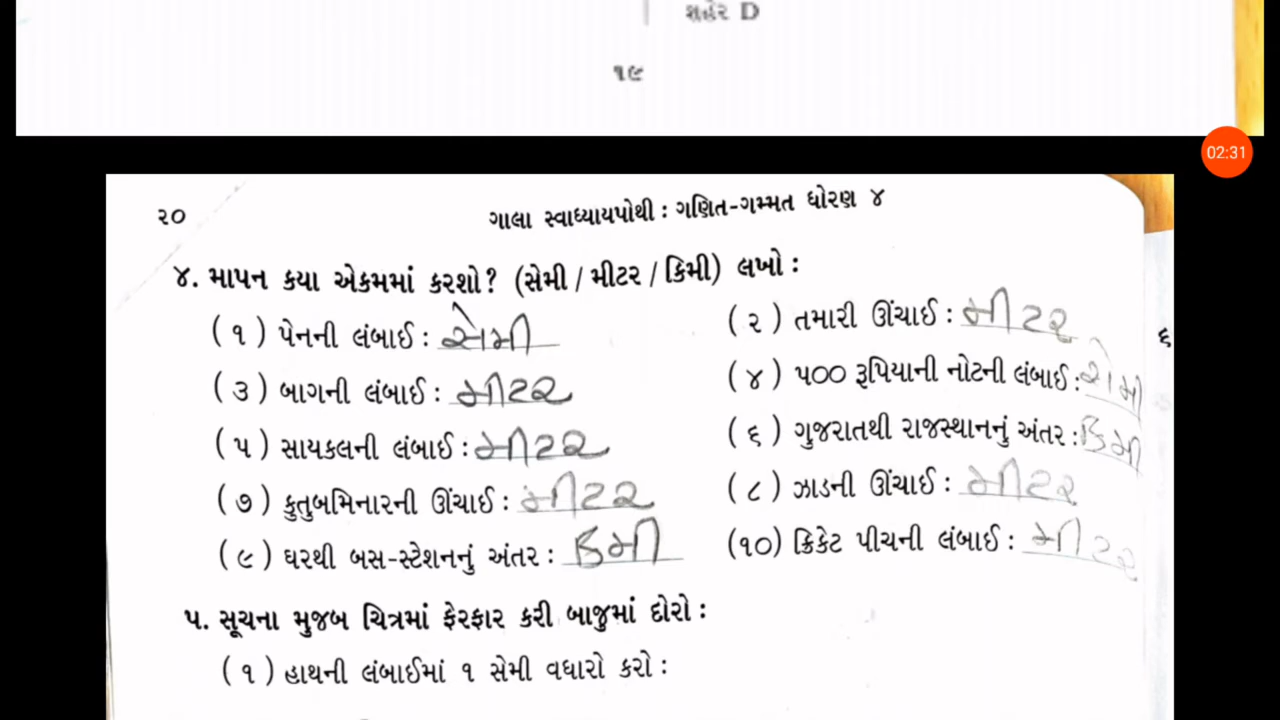 શહેર D
૧૯
02:31
૨૦ ગાલા સ્વાધ્યાયપોથી : ગણિત-ગમ્મત ધોરણ ૪
૪. માપન કયા એકમમાં કરશો? (સેમી / મીટર / કિમી) લખો :
(૧) પેનની લંબાઈ : સેમી (૨) તમારી ઊંચાઈ : મીટર
૬
(૩) બાગની લંબાઈ : મીટર (૪) ૫૦૦ રૂપિયાની નોટની લંબાઈ : સેમી
(૫) સાયકલની લંબાઈ : મીટર (૬) ગુજરાતથી રાજસ્થાનનું અંતર : કિમી
(૭) કુતુબમિનારની ઊંચાઈ : મીટર (૮) ઝાડની ઊંચાઈ : મીટર
(૯) ઘરથી બસ-સ્ટેશનનું અંતર : કિમી (૧૦) ક્રિકેટ પીચની લંબાઈ : મીટર
૫. સૂચના મુજબ ચિત્રમાં ફેરફાર કરી બાજુમાં દોરો :
(૧) હાથની લંબાઈમાં ૧ સેમી વધારો કરો :